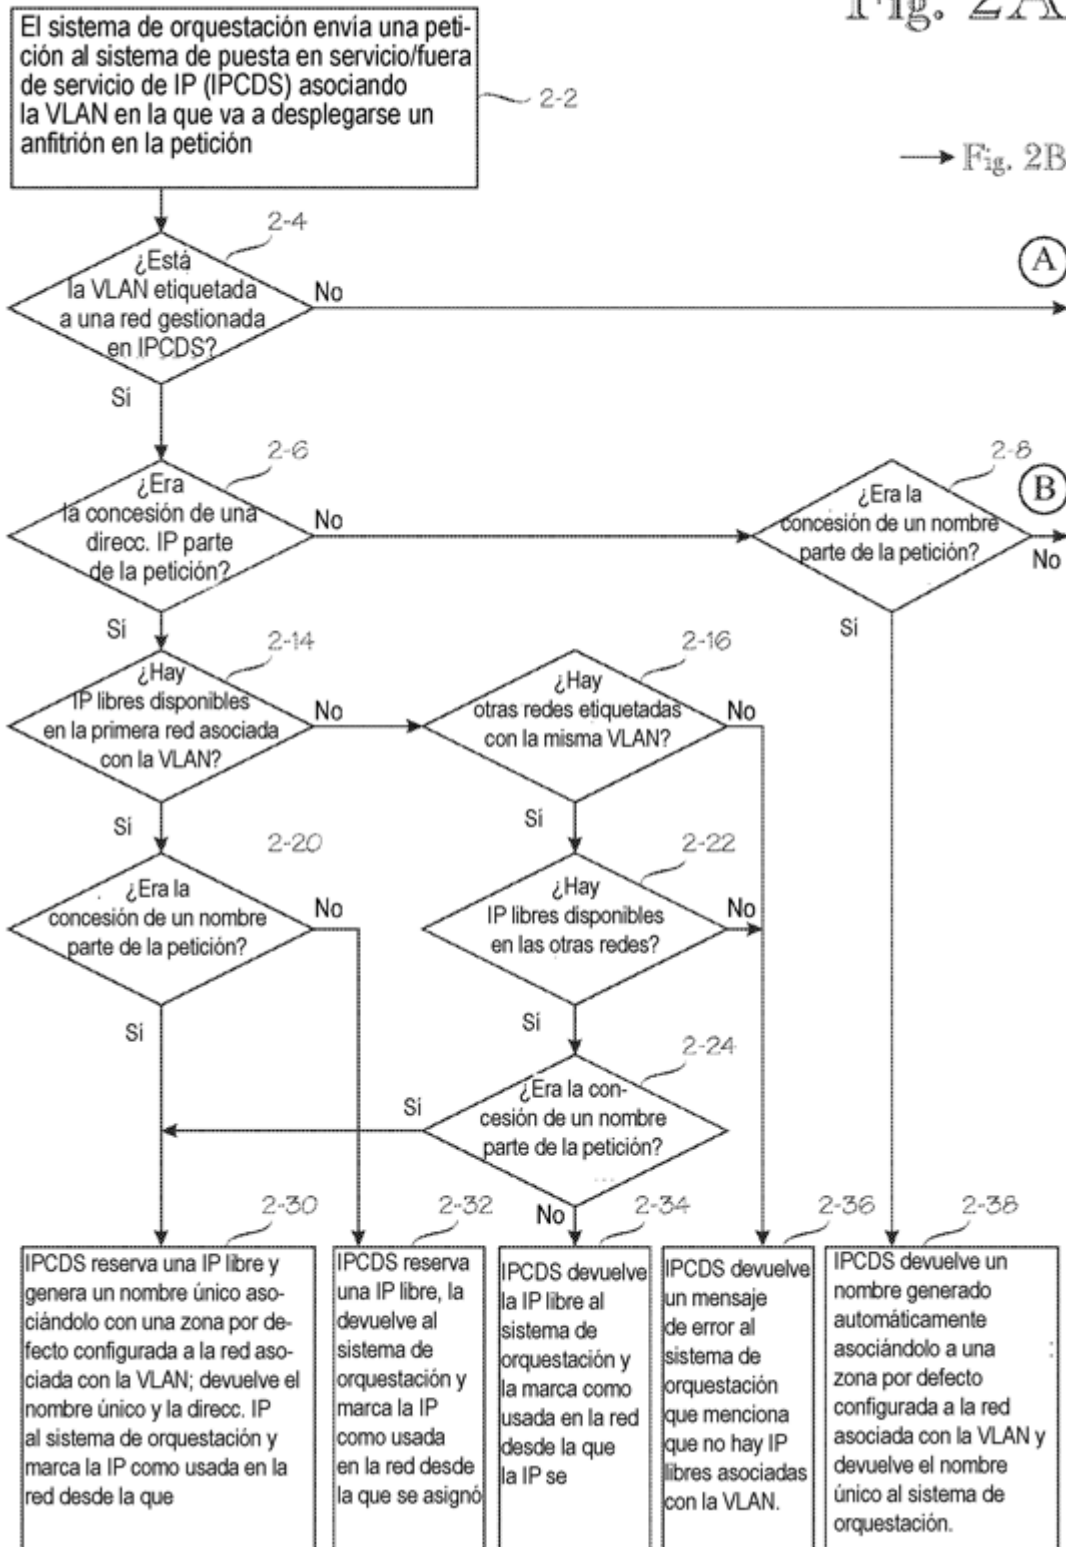 Fig. 2A
El sistema de orquestación envía una peti-
ción al sistema de puesta en servicio/fuera
de servicio de IP (IPCDS) asociando
la VLAN en la que va a desplegarse un
anfitrión en la petición
2-2
Fig. 2B
2-4
¿Está
la VLAN etiquetada
a una red gestionada
en IPCDS?
No
A
Sí
2-6
¿Era
la concesión de una
direcc. IP parte
de la petición?
No
2-8
¿Era la
concesión de un nombre
parte de la petición?
B
No
Sí
Sí
2-14
¿Hay
IP libres disponibles
en la primera red asociada
con la VLAN?
No
2-16
¿Hay
otras redes etiquetadas
con la misma VLAN?
No
Sí
Sí
2-20
¿Era la
concesión de un nombre
parte de la petición?
No
2-22
¿Hay
IP libres disponibles
en las otras redes?
No
Sí
Sí
2-24
¿Era la con-
cesión de un nombre
parte de la petición?
Sí
No
2-30
IPCDS reserva una IP libre y
genera un nombre único aso-
ciándolo con una zona por de-
fecto configurada a la red aso-
ciada con la VLAN; devuelve el
nombre único y la direcc. IP
al sistema de orquestación y
marca la IP como usada en la
red desde la que
2-32
IPCDS reserva
una IP libre, la
devuelve al
sistema de
orquestación y
marca la IP
como usada
en la red desde
la que se asignó
2-34
IPCDS devuelve
la IP libre al
sistema de
orquestación y
la marca como
usada en la red
desde la que
la IP se
2-36
IPCDS devuelve
un mensaje
de error al
sistema de
orquestación
que menciona
que no hay IP
libres asociadas
con la VLAN.
2-38
IPCDS devuelve un
nombre generado
automáticamente
asociándolo a una
zona por defecto
configurada a la red
asociada con la VLAN y
devuelve el nombre
único al sistema de
orquestación.